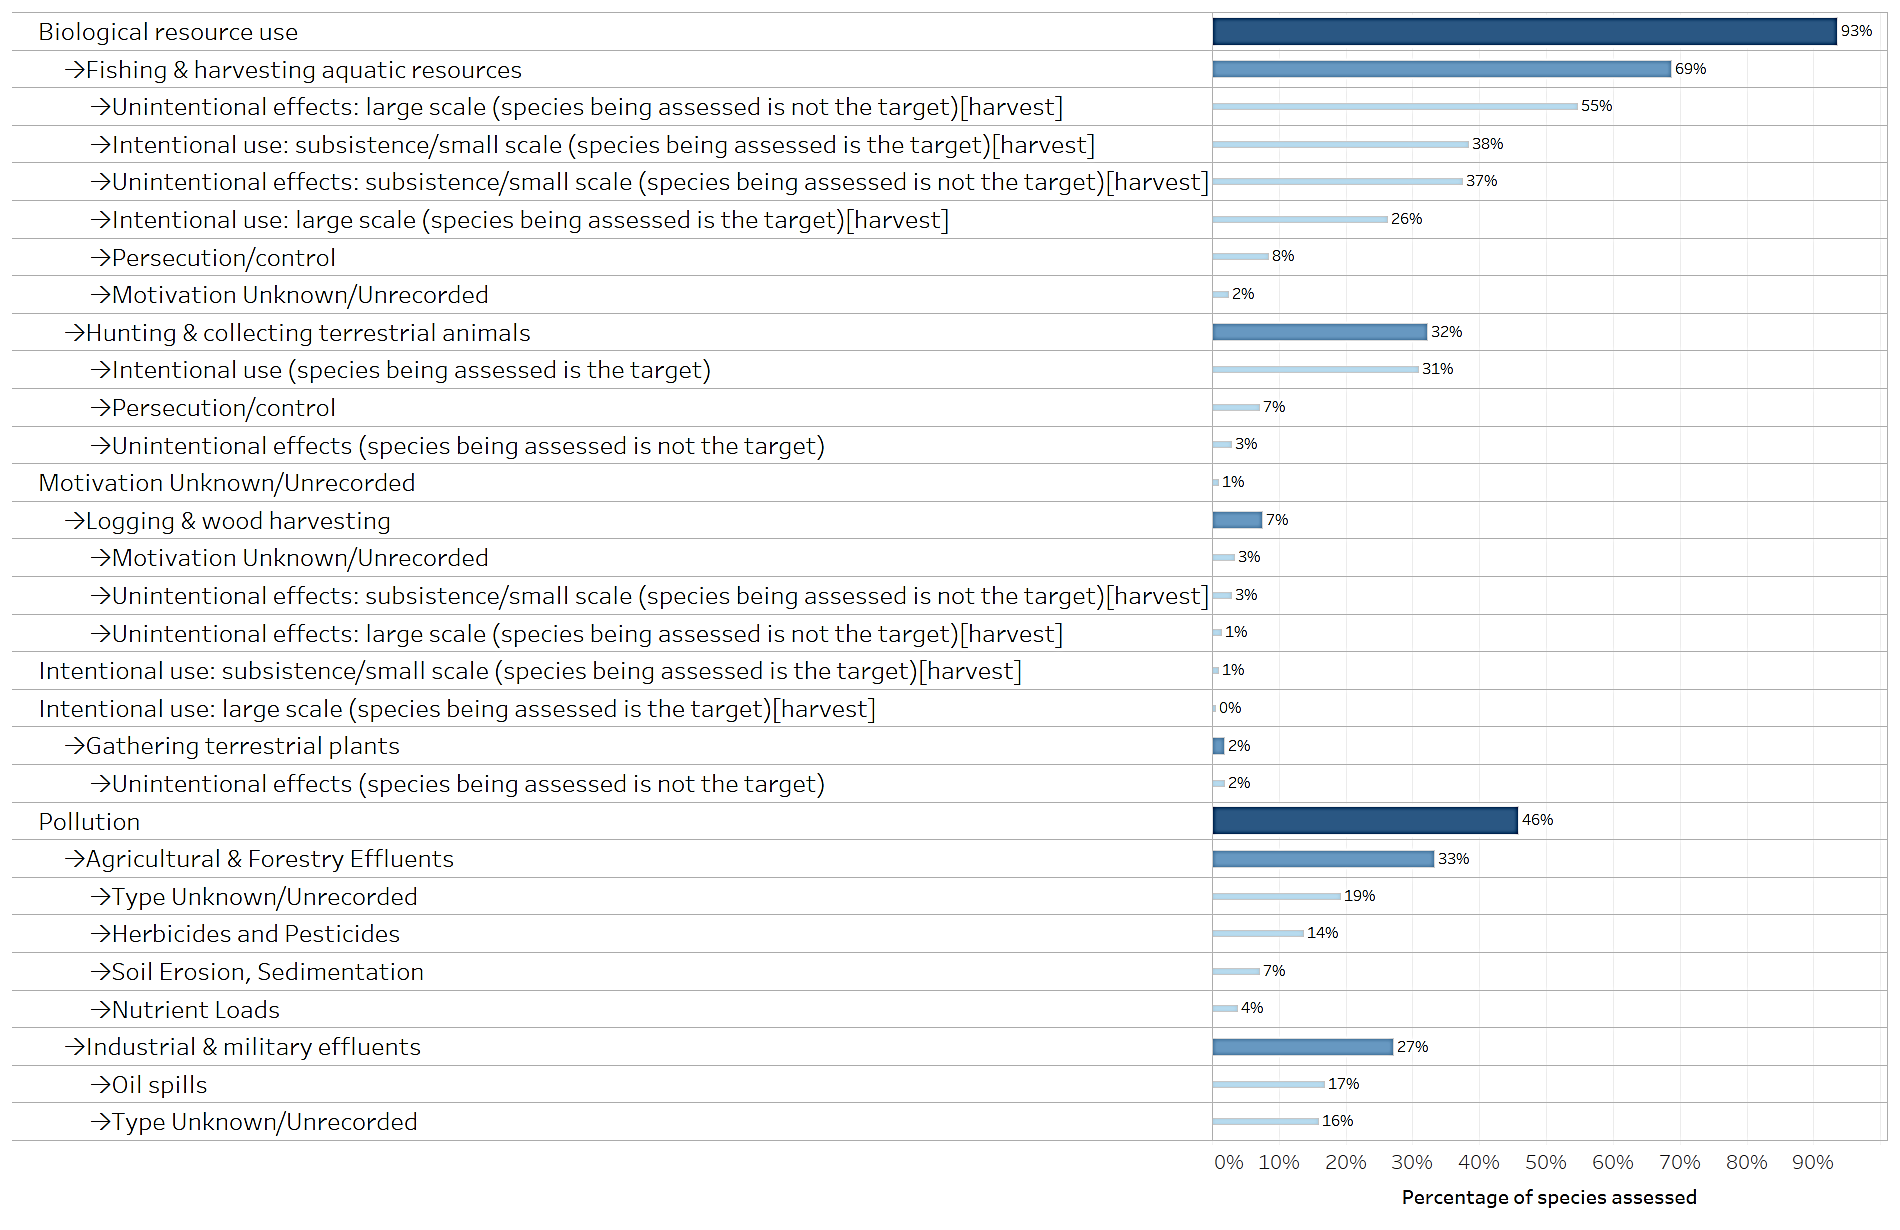 Biological resource use 93%
→Fishing & harvesting aquatic resources 69%
→Unintentional effects: large scale (species being assessed is not the target)[harvest] 55%
→Intentional use: subsistence/small scale (species being assessed is the target)[harvest] 38%
→Unintentional effects: subsistence/small scale (species being assessed is not the target)[harvest] 37%
→Intentional use: large scale (species being assessed is the target)[harvest] 26%
→Persecution/control 8%
→Motivation Unknown/Unrecorded 2%
→Hunting & collecting terrestrial animals 32%
→Intentional use (species being assessed is the target) 31%
→Persecution/control 7%
→Unintentional effects (species being assessed is not the target) 3%
Motivation Unknown/Unrecorded 1%
→Logging & wood harvesting 7%
→Motivation Unknown/Unrecorded 3%
→Unintentional effects: subsistence/small scale (species being assessed is not the target)[harvest] 3%
→Unintentional effects: large scale (species being assessed is not the target)[harvest] 1%
Intentional use: subsistence/small scale (species being assessed is the target)[harvest] 1%
Intentional use: large scale (species being assessed is the target)[harvest] 0%
→Gathering terrestrial plants 2%
→Unintentional effects (species being assessed is not the target) 2%
Pollution 46%
→Agricultural & Forestry Effluents 33%
→Type Unknown/Unrecorded 19%
→Herbicides and Pesticides 14%
→Soil Erosion, Sedimentation 7%
→Nutrient Loads 4%
→Industrial & military effluents 27%
→Oil spills 17%
→Type Unknown/Unrecorded 16%
0% 10% 20% 30% 40% 50% 60% 70% 80% 90%
Percentage of species assessed